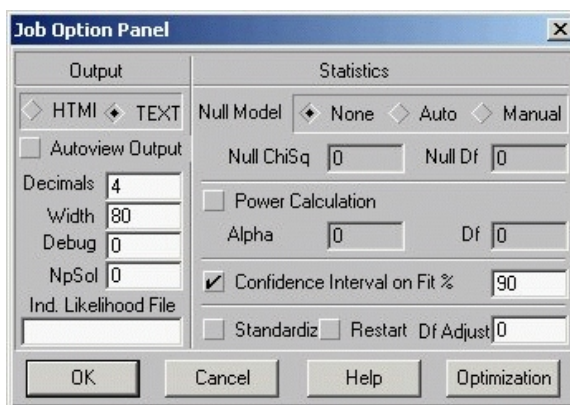 Job Option Panel
Output
HTMl TEXT
Autoview Output
Decimals 4
Width 80
Debug 0
NpSol 0
Ind. Likelihood File
Statistics
Null Model None Auto Manual
Null ChiSq 0 Null Df 0
Power Calculation
Alpha 0 Df 0
Confidence Interval on Fit % 90
Standardiz Restart Df Adjust 0
OK Cancel Help Optimization